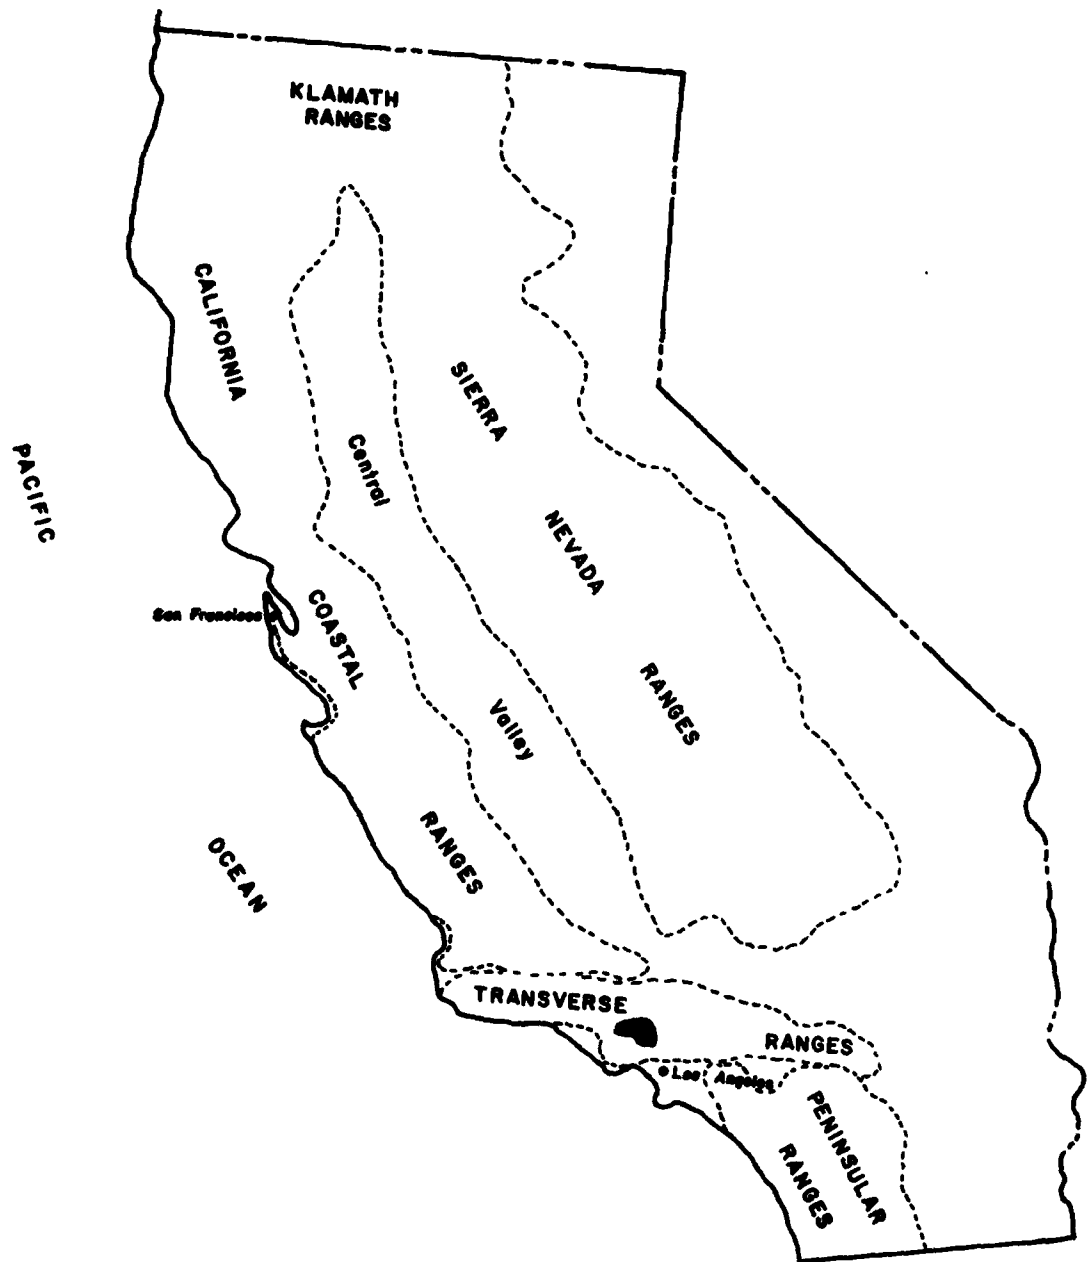 KLAMATH
RANGES
CALIFORNIA
COASTAL
RANGES
SIERRA
NEVADA
RANGES
Central
Valley
PACIFIC
OCEAN
San Francisco
TRANSVERSE
RANGES
Los Angeles
PENINSULAR
RANGES